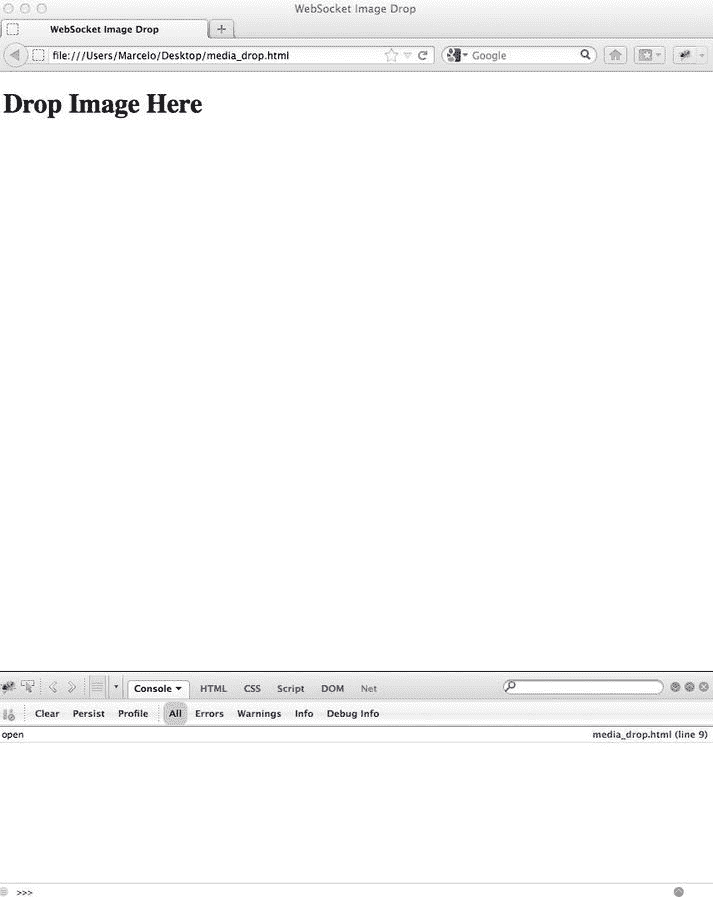 WebSocket Image Drop
WebSocket Image Drop
file:///Users/Marcelo/Desktop/media_drop.html Google
Drop Image Here
Console HTML CSS Script DOM Net
Clear Persist Profile All Errors Warnings Info Debug Info
open media_drop.html (line 9)
>>>